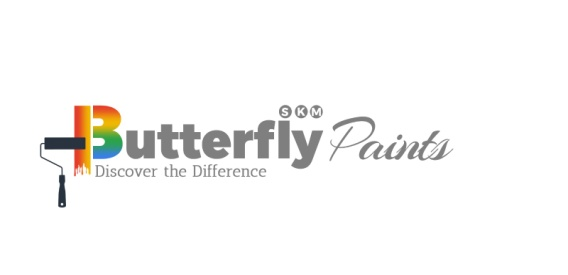 SKM
Butterfly Paints
Discover the Difference